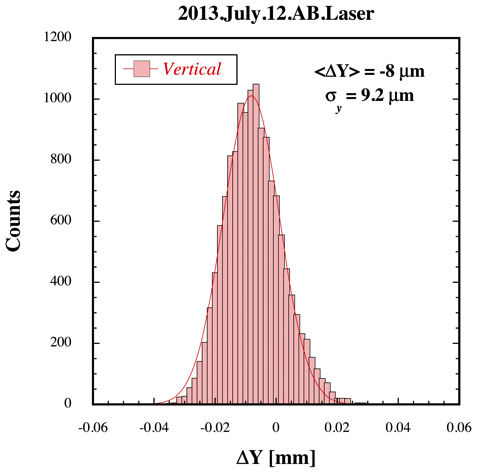 2013.July.12.AB.Laser
1200
1000
800
600
400
200
0
Counts
Vertical
<ΔY> = -8 μm
σy = 9.2 μm
-0.06 -0.04 -0.02 0 0.02 0.04 0.06
ΔY [mm]